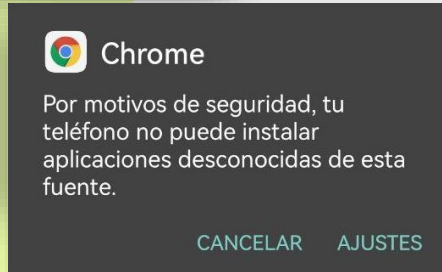 Chrome
Por motivos de seguridad, tu
teléfono no puede instalar
aplicaciones desconocidas de esta
fuente.
CANCELAR AJUSTES